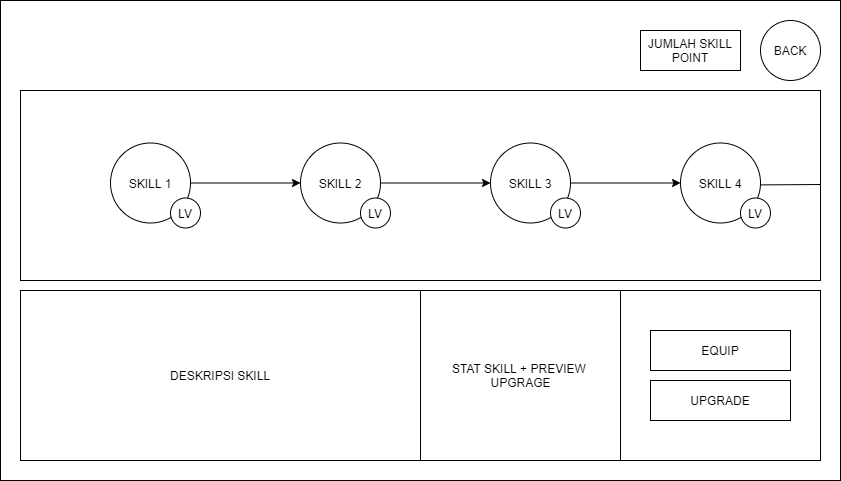 JUMLAH SKILL
POINT
BACK
SKILL 1
SKILL 2
SKILL 3
SKILL 4
LV
LV
LV
LV
DESKRIPSI SKILL
STAT SKILL + PREVIEW
UPGRAGE
EQUIP
UPGRADE